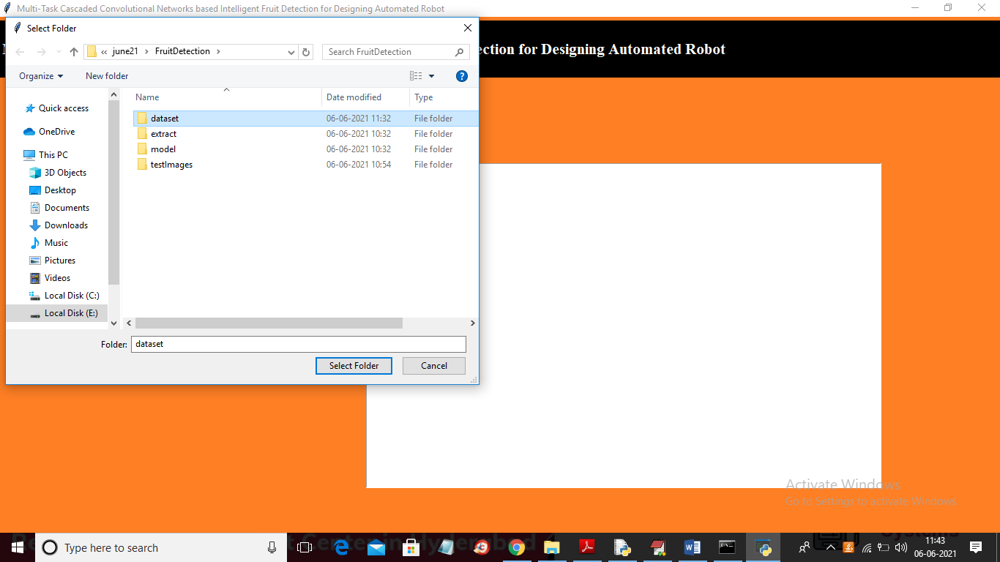 Multi-Task Cascaded Convolutional Networks based Intelligent Fruit Detection for Designing Automated Robot
Select Folder
ection for Designing Automated Robot
« june21 › FruitDetection ›
Search FruitDetection
Organize
New folder
Name Date modified Type
Quick access
OneDrive
This PC
3D Objects
Desktop
Documents
Downloads
Music
Pictures
Videos
Local Disk (C:)
Local Disk (E:)
dataset 06-06-2021 11:32 File folder
extract 06-06-2021 10:32 File folder
model 06-06-2021 10:32 File folder
testImages 06-06-2021 10:54 File folder
Folder: dataset
Select Folder Cancel
Activate Windows
Go to Settings to activate Windows.
Type here to search
11:43
06-06-2021